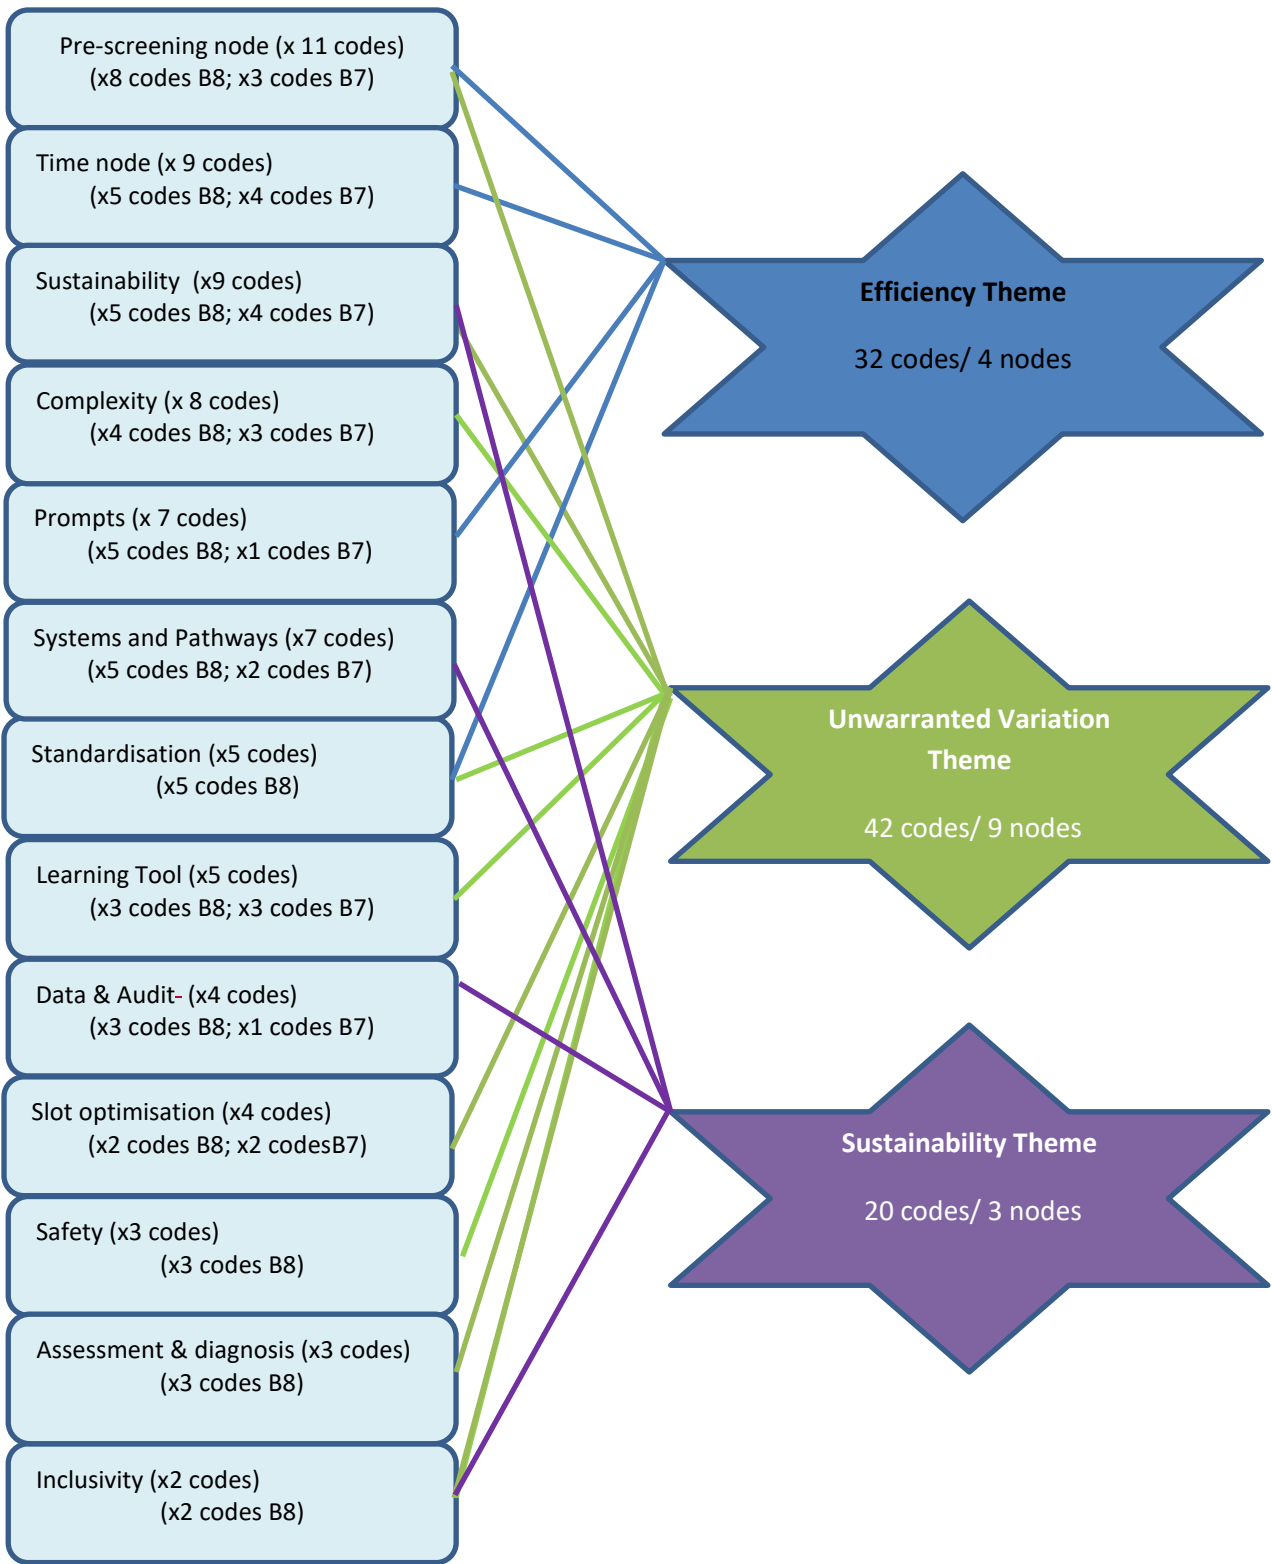 Pre-screening node (x 11 codes)
(x8 codes B8; x3 codes B7)
Time node (x 9 codes)
(x5 codes B8; x4 codes B7)
Sustainability  (x9 codes)
(x5 codes B8; x4 codes B7)
Complexity (x 8 codes)
(x4 codes B8; x3 codes B7)
Prompts (x 7 codes)
(x5 codes B8; x1 codes B7)
Systems and Pathways (x7 codes)
(x5 codes B8; x2 codes B7)
Standardisation (x5 codes)
(x5 codes B8)
Learning Tool (x5 codes)
(x3 codes B8; x3 codes B7)
Data & Audit- (x4 codes)
(x3 codes B8; x1 codes B7)
Slot optimisation (x4 codes)
(x2 codes B8; x2 codesB7)
Safety (x3 codes)
(x3 codes B8)
Assessment & diagnosis (x3 codes)
(x3 codes B8)
Inclusivity (x2 codes)
(x2 codes B8)
Efficiency Theme
32 codes/ 4 nodes
Unwarranted Variation
Theme
42 codes/ 9 nodes
Sustainability Theme
20 codes/ 3 nodes